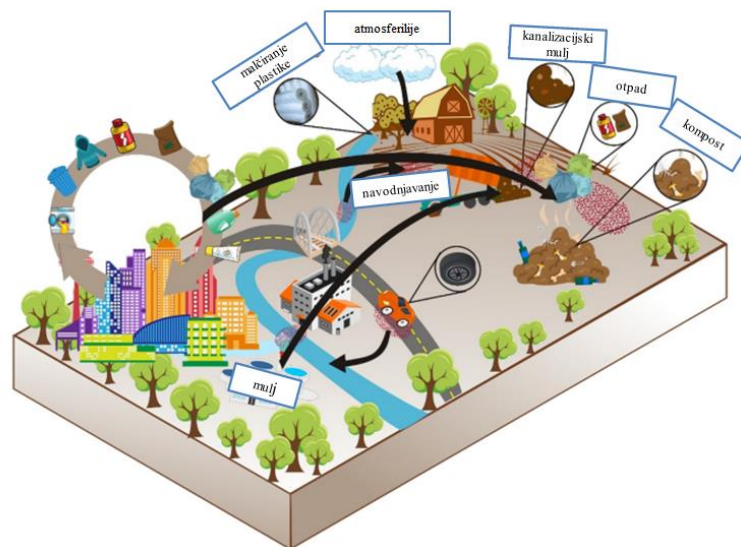 atmosferilije
malčiranje
plastike
kanalizacijski
mulj
otpad
kompost
navodnjavanje
mulj